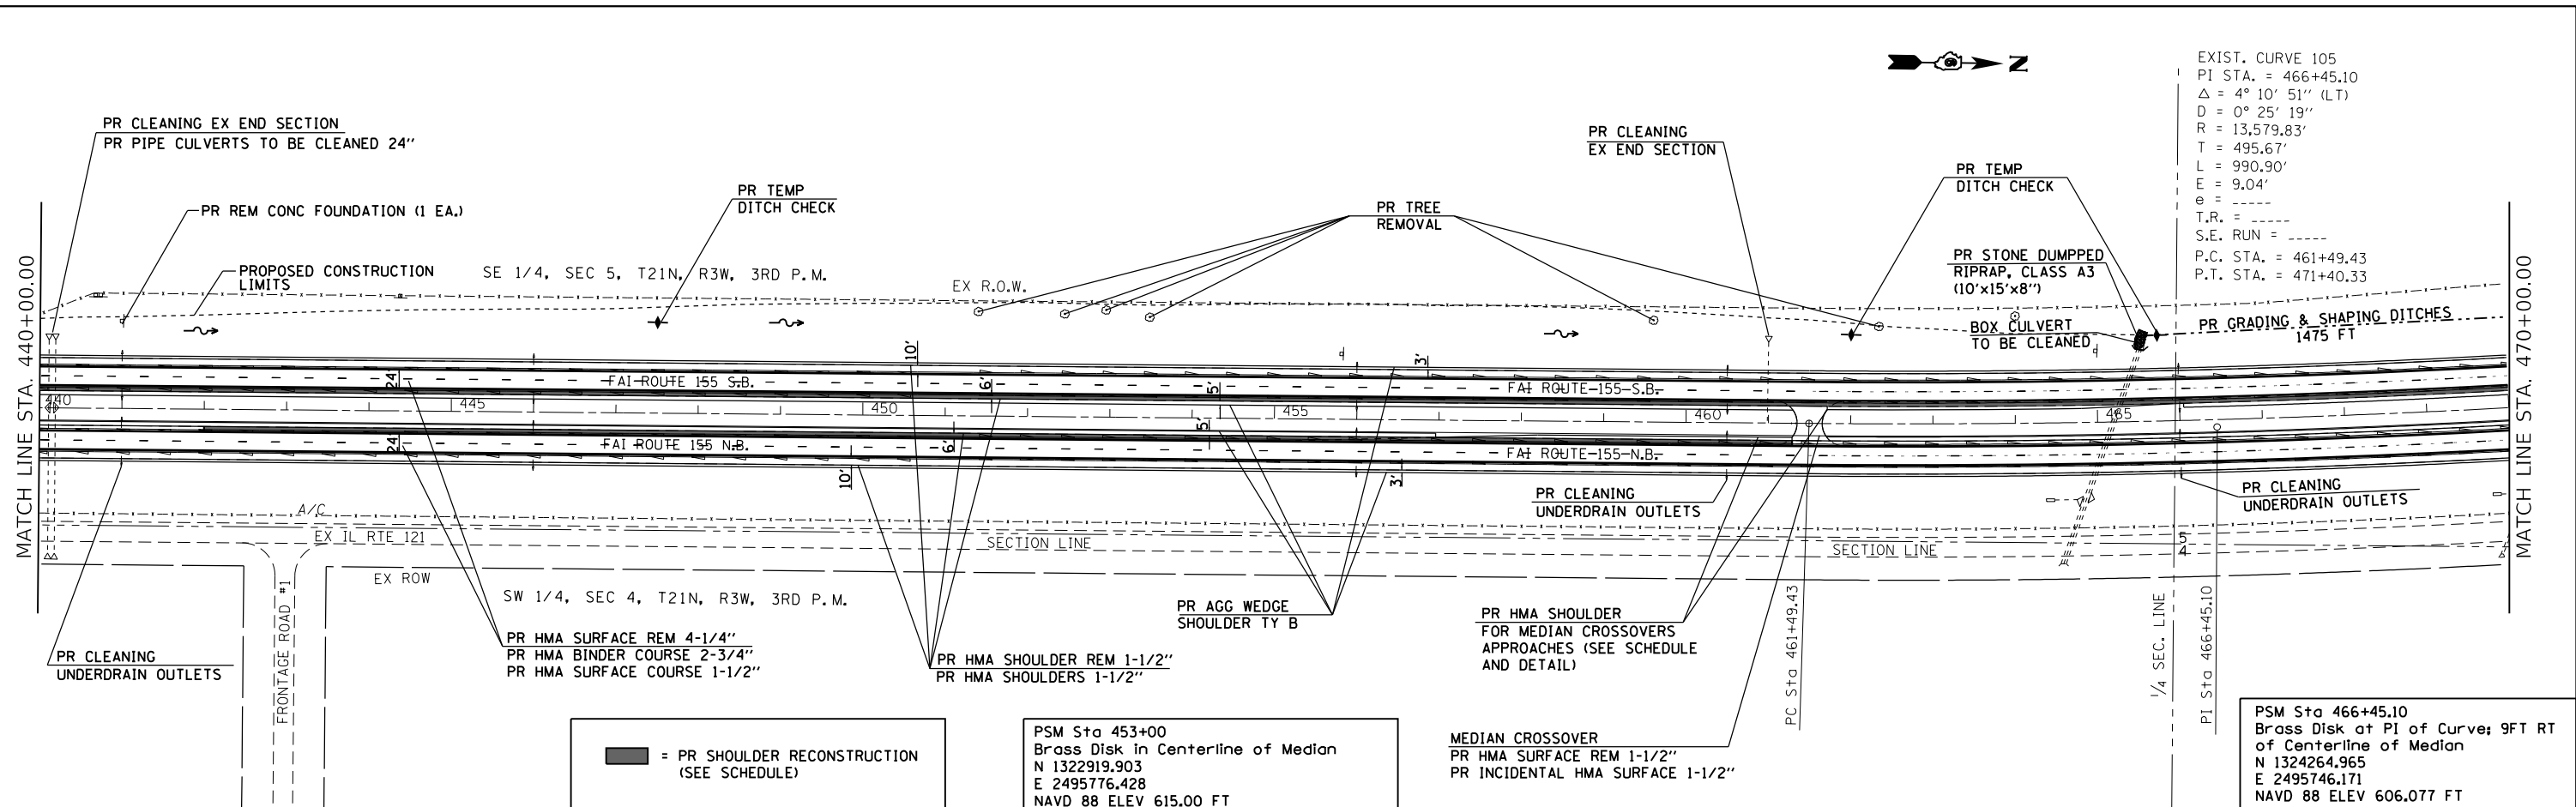 N
EXIST. CURVE 105
PI STA. = 466+45.10
Δ = 4° 10' 51" (LT)
D = 0° 25' 19"
R = 13,579.83'
T = 495.67'
L = 990.90'
E = 9.04'
e = -----
T.R. = -----
S.E. RUN = -----
P.C. STA. = 461+49.43
P.T. STA. = 471+40.33
PR CLEANING EX END SECTION
PR PIPE CULVERTS TO BE CLEANED 24"
PR REM CONC FOUNDATION (1 EA.)
PROPOSED CONSTRUCTION
LIMITS
SE 1/4, SEC 5, T21N, R3W, 3RD P.M.
PR TEMP
DITCH CHECK
EX R.O.W.
PR TREE
REMOVAL
PR CLEANING
EX END SECTION
PR TEMP
DITCH CHECK
PR STONE DUMPPED
RIPRAP, CLASS A3
(10'x15'x8")
BOX CULVERT
TO BE CLEANED
PR GRADING & SHAPING DITCHES
1475 FT
MATCH LINE STA. 440+00.00
MATCH LINE STA. 470+00.00
24'
FAI ROUTE 155 S.B.
10'
6'
5'
3'
FAI ROUTE 155 S.B.
440
445
450
455
460
465
24'
FAI ROUTE 155 N.B.
10'
6'
5'
3'
FAI ROUTE 155 N.B.
A/C
EX IL RTE 121
SECTION LINE
SECTION LINE
5
4
EX ROW
SW 1/4, SEC 4, T21N, R3W, 3RD P.M.
FRONTAGE ROAD #1
PR CLEANING
UNDERDRAIN OUTLETS
PR HMA SURFACE REM 4-1/4"
PR HMA BINDER COURSE 2-3/4"
PR HMA SURFACE COURSE 1-1/2"
PR HMA SHOULDER REM 1-1/2"
PR HMA SHOULDERS 1-1/2"
PR AGG WEDGE
SHOULDER TY B
PR CLEANING
UNDERDRAIN OUTLETS
PR HMA SHOULDER
FOR MEDIAN CROSSOVERS
APPROACHES (SEE SCHEDULE
AND DETAIL)
MEDIAN CROSSOVER
PR HMA SURFACE REM 1-1/2"
PR INCIDENTAL HMA SURFACE 1-1/2"
PC Sta 461+49.43
1/4 SEC. LINE
PI Sta 466+45.10
PR CLEANING
UNDERDRAIN OUTLETS
= PR SHOULDER RECONSTRUCTION
(SEE SCHEDULE)
PSM Sta 453+00
Brass Disk in Centerline of Median
N 1322919.903
E 2495776.428
NAVD 88 ELEV 615.00 FT
PSM Sta 466+45.10
Brass Disk at PI of Curve; 9FT RT
of Centerline of Median
N 1324264.965
E 2495746.171
NAVD 88 ELEV 606.077 FT